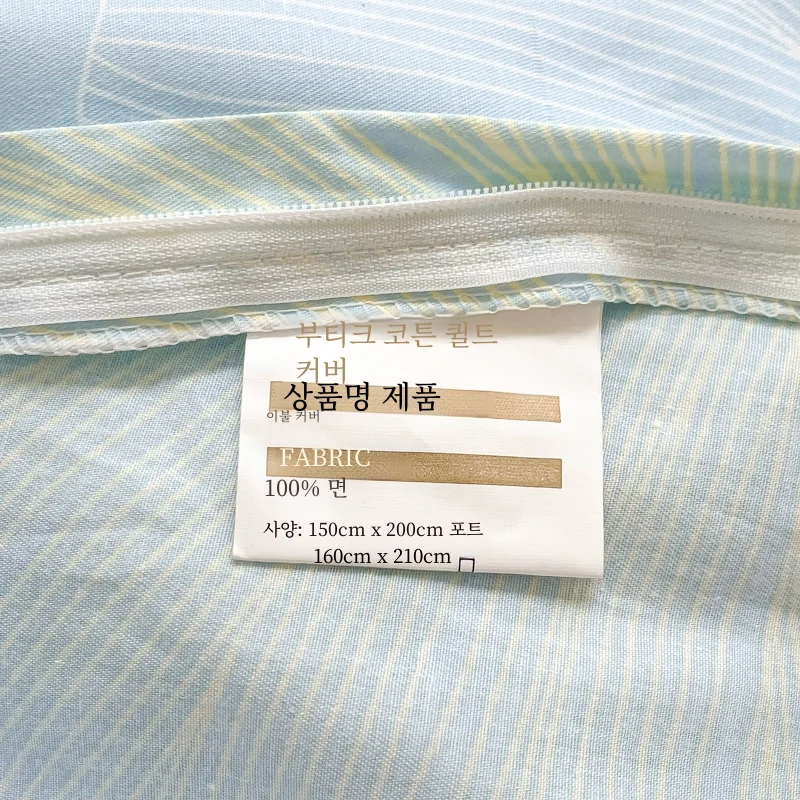 부티크 코튼 퀼트
커버
상품명 제품
이불 커버
FABRIC
100% 면
사양: 150cm x 200cm 포트
160cm x 210cm